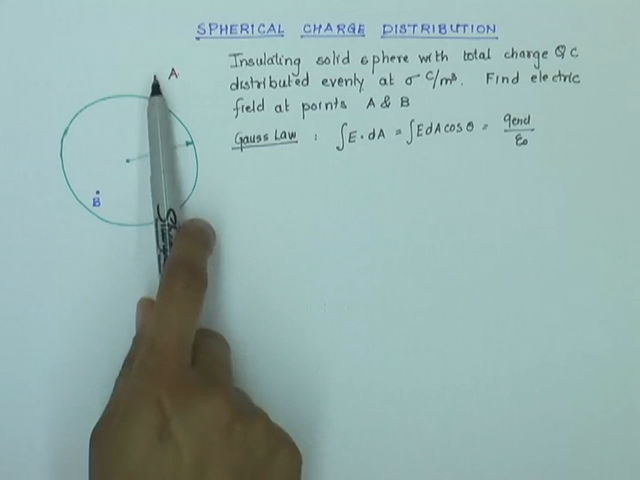 SPHERICAL CHARGE DISTRIBUTION
Insulating solid sphere with total charge Q C
distributed evenly at σ C/m³. Find electric
field at points A & B
Gauss Law : ∫E · dA = ∫E dA cos θ = qencl/ε₀
A
B